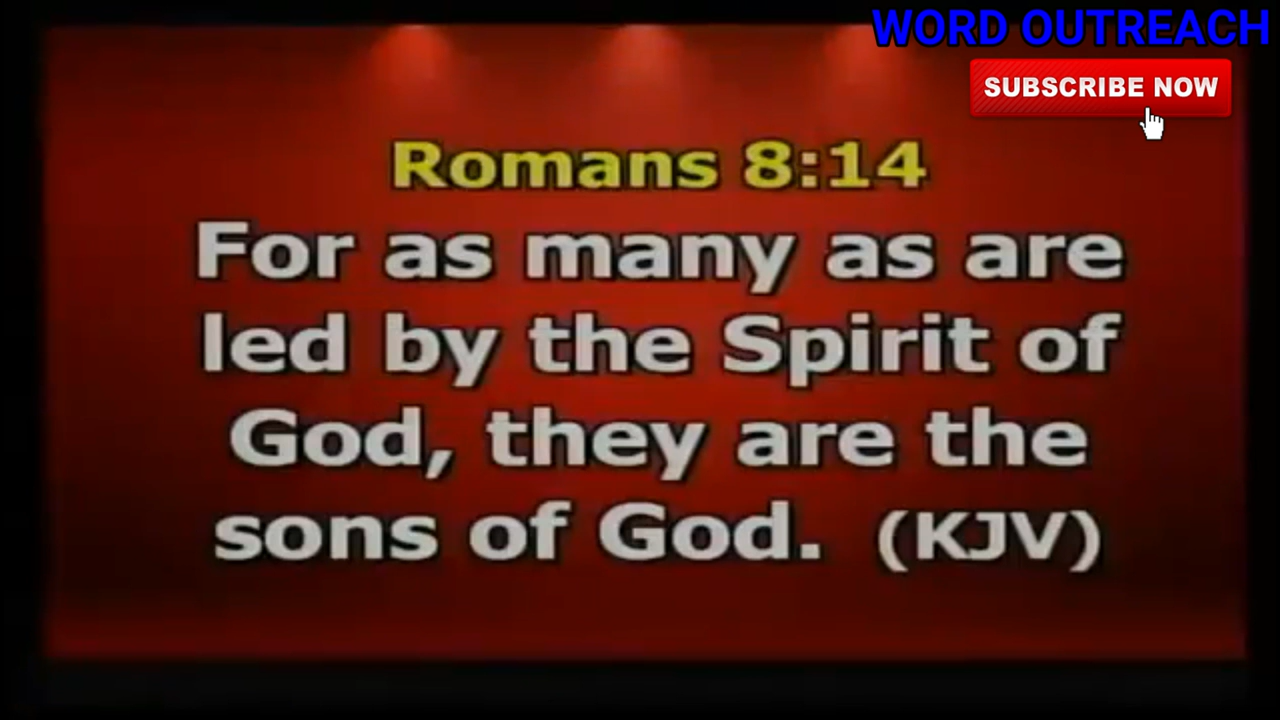 WORD OUTREACH
SUBSCRIBE NOW
Romans 8:14
For as many as are
led by the Spirit of
God, they are the
sons of God. (KJV)